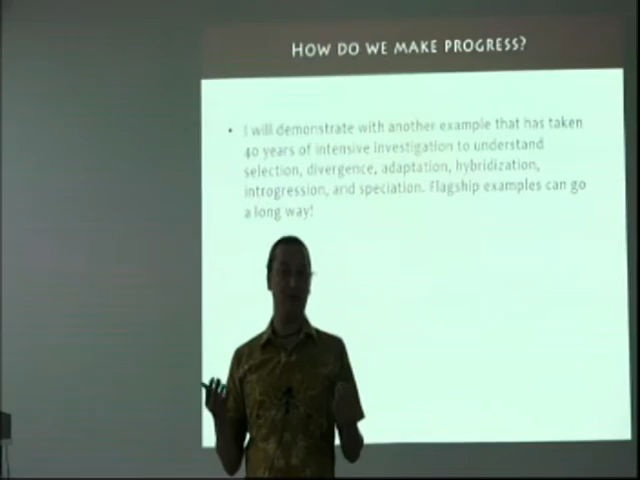 HOW DO WE MAKE PROGRESS?
• I will demonstrate with another example that has taken
40 years of intensive investigation to understand
selection, divergence, adaptation, hybridization,
introgression, and speciation. Flagship examples can go
a long way!